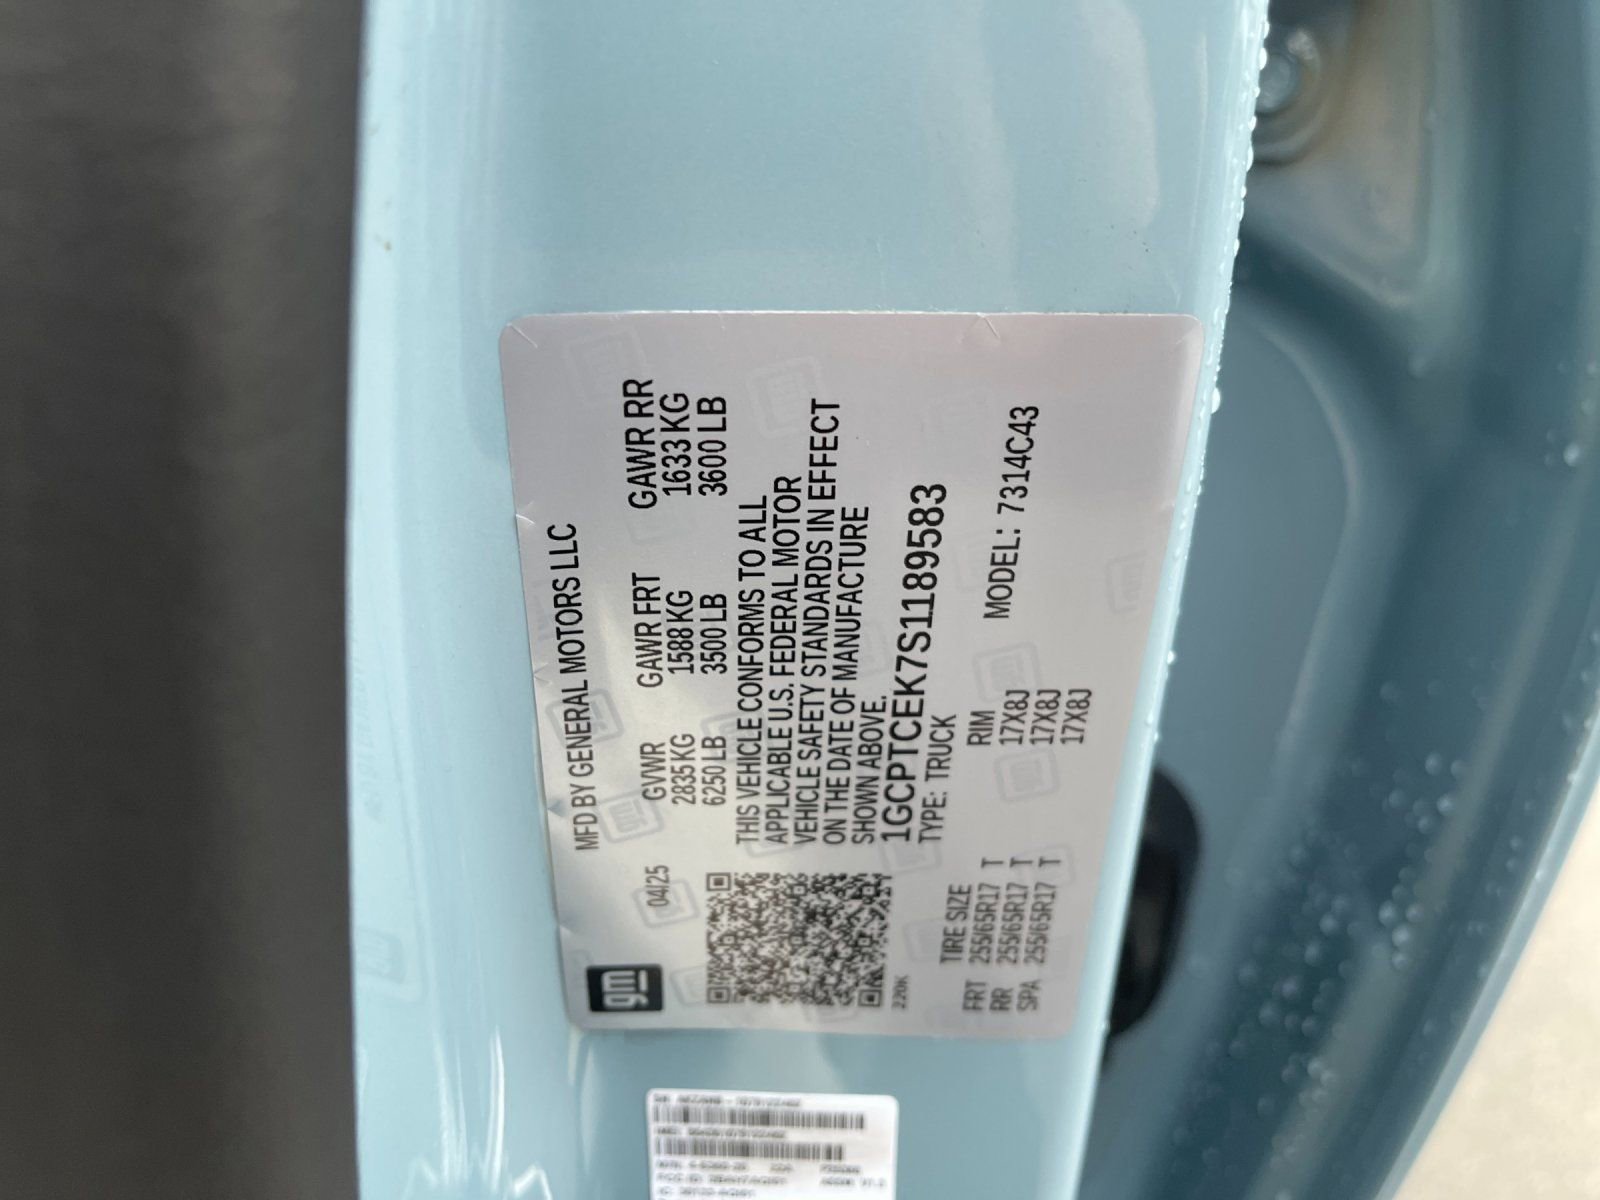 gm
04/25
MFD BY GENERAL MOTORS LLC
GVWR GAWR FRT GAWR RR
2835 KG 1588 KG 1633 KG
6250 LB 3500 LB 3600 LB
THIS VEHICLE CONFORMS TO ALL
APPLICABLE U.S. FEDERAL MOTOR
VEHICLE SAFETY STANDARDS IN EFFECT
ON THE DATE OF MANUFACTURE
SHOWN ABOVE.
1GCPTCEK7S1189583
TYPE: TRUCK
220K
MODEL: 7314C43
TIRE SIZE RIM
FRT 255/65R17 T 17X8J
RR 255/65R17 T 17X8J
SPA 255/65R17 T 17X8J